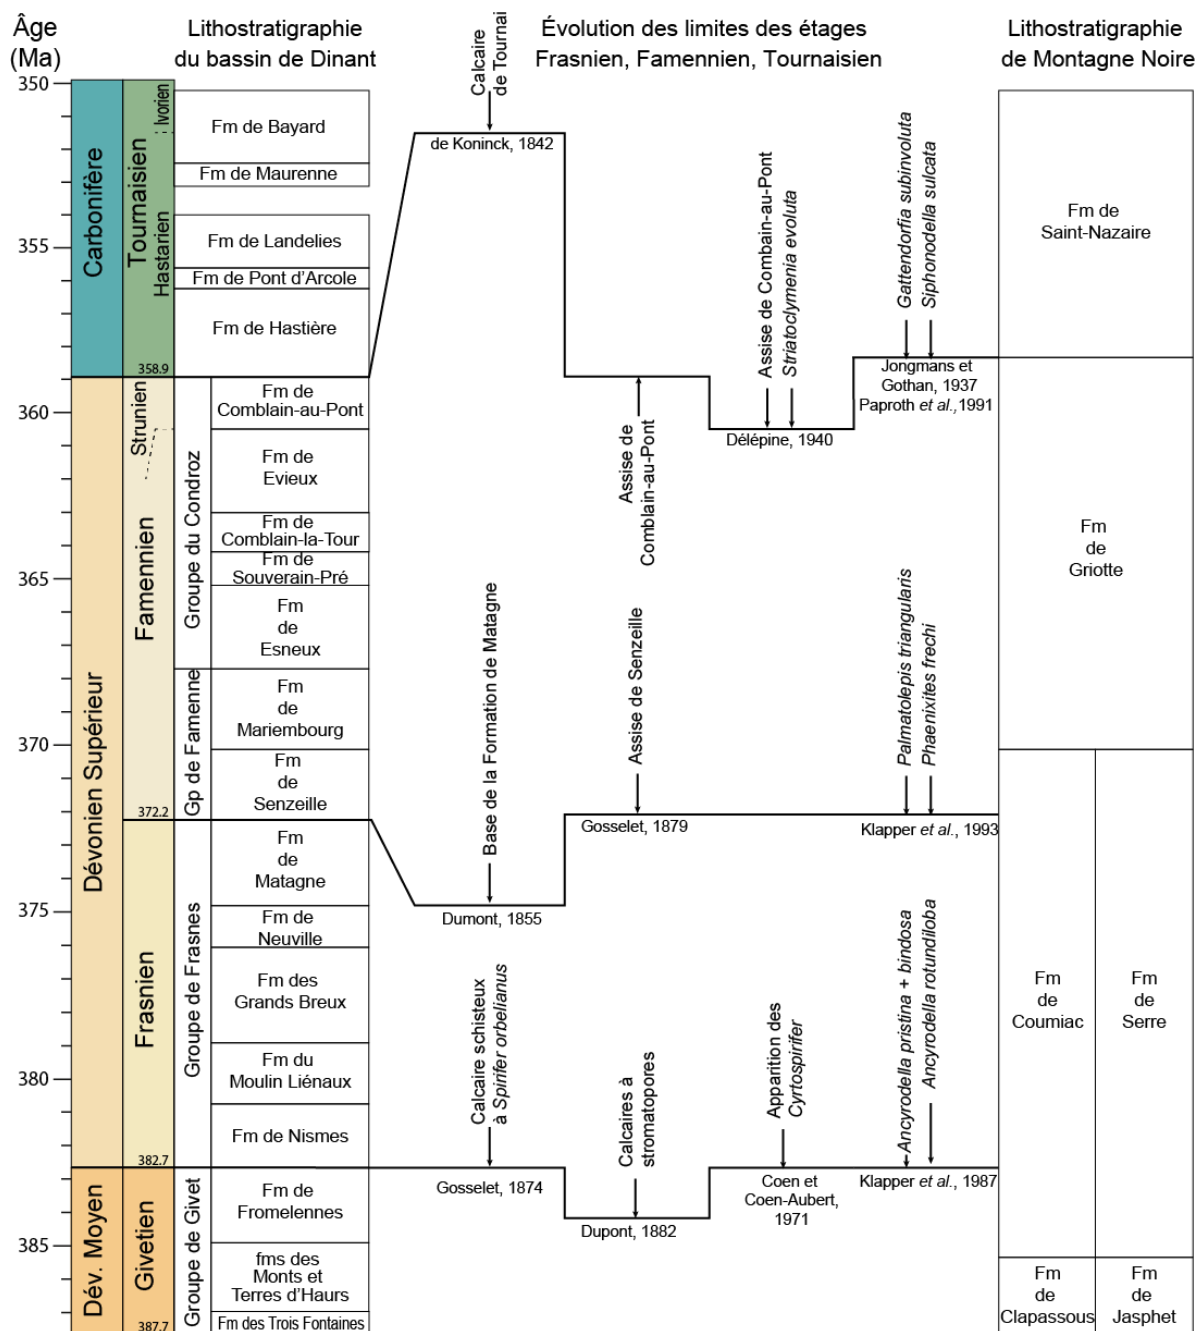 Âge
(Ma)
Lithostratigraphie
du bassin de Dinant
Évolution des limites des étages
Frasnien, Famennien, Tournaisien
Lithostratigraphie
de Montagne Noire
350
355
360
365
370
375
380
385
Carbonifère
Dévonien Supérieur
Dév. Moyen
Tournaisien
Ivorien
Hastarien
358.9
Strunien
Famennien
372.2
Frasnien
382.7
Givetien
387.7
Groupe du Condroz
Gp de Famenne
Groupe de Frasnes
Groupe de Givet
Fm de Bayard
Fm de Maurenne
Fm de Landelies
Fm de Pont d'Arcole
Fm de Hastière
Fm de
Comblain-au-Pont
Fm de
Evieux
Fm de
Comblain-la-Tour
Fm de
Souverain-Pré
Fm
de
Esneux
Fm
de
Mariembourg
Fm
de
Senzeille
Fm
de
Matagne
Fm de
Neuville
Fm des
Grands Breux
Fm du
Moulin Liénaux
Fm de Nismes
Fm de
Fromelennes
fms des
Monts et
Terres d'Haurs
Fm des Trois Fontaines
Calcaire
de Tournai
de Koninck, 1842
Assise de
Comblain-au-Pont
Assise de Combain-au-Pont
Striatoclymenia evoluta
Délépine, 1940
Gattendorfia subinvoluta
Siphonodella sulcata
Jongmans et
Gothan, 1937
Paproth et al.,1991
Base de la Formation de Matagne
Dumont, 1855
Assise de Senzeille
Gosselet, 1879
Palmatolepis triangularis
Phaenixites frechi
Klapper et al., 1993
Calcaire schisteux
à Spirifer orbelianus
Gosselet, 1874
Calcaires à
stromatopores
Dupont, 1882
Apparition des
Cyrtospirifer
Coen et
Coen-Aubert,
1971
Ancyrodella pristina + bindosa
Ancyrodella rotundiloba
Klapper et al., 1987
Fm de
Saint-Nazaire
Fm
de
Griotte
Fm
de
Coumiac
Fm
de
Serre
Fm
de
Clapassous
Fm
de
Jasphet